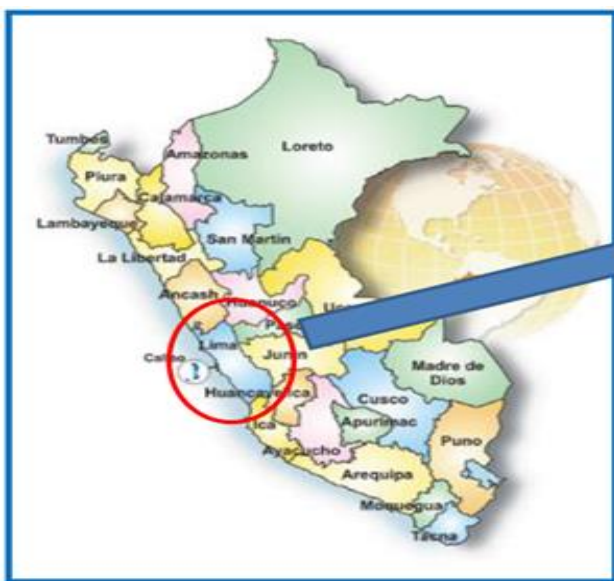 Tumbes
Loreto
Amazonas
Piura
Cajamarca
Lambayeque
San Martin
La Libertad
Ancash
Huanuco
Lima
Junin
Callao
Madre de
Dios
Huancavelica
Cusco
Ica
Apurimac
Puno
Ayacucho
Arequipa
Moquegua
Tacna